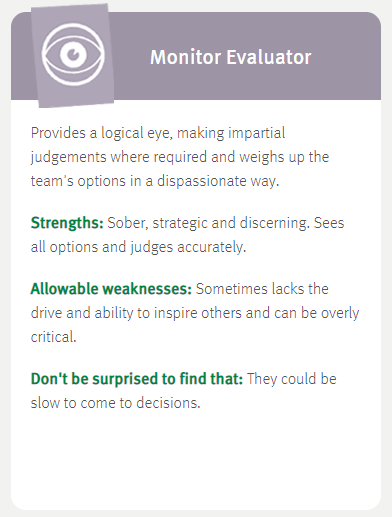 Monitor Evaluator
Provides a logical eye, making impartial
judgements where required and weighs up the
team's options in a dispassionate way.
Strengths: Sober, strategic and discerning. Sees
all options and judges accurately.
Allowable weaknesses: Sometimes lacks the
drive and ability to inspire others and can be overly
critical.
Don't be surprised to find that: They could be
slow to come to decisions.